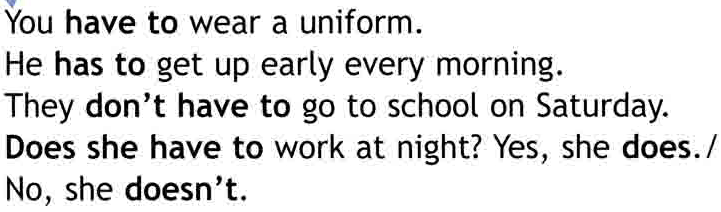 You have to wear a uniform.
He has to get up early every morning.
They don't have to go to school on Saturday.
Does she have to work at night? Yes, she does./
No, she doesn't.